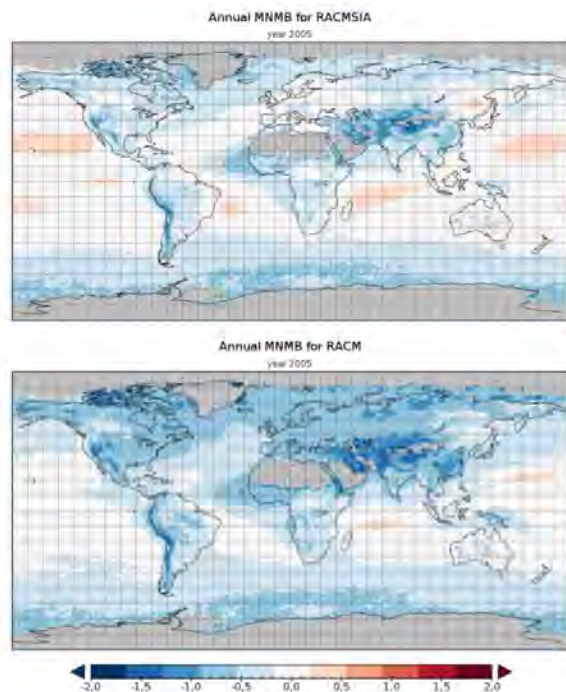 Annual MNMB for RACMSIA
year 2005
Annual MNMB for RACM
year 2005
-2,0 -1,5 -1,0 -0,5 0,0 0,5 1,0 1,5 2,0